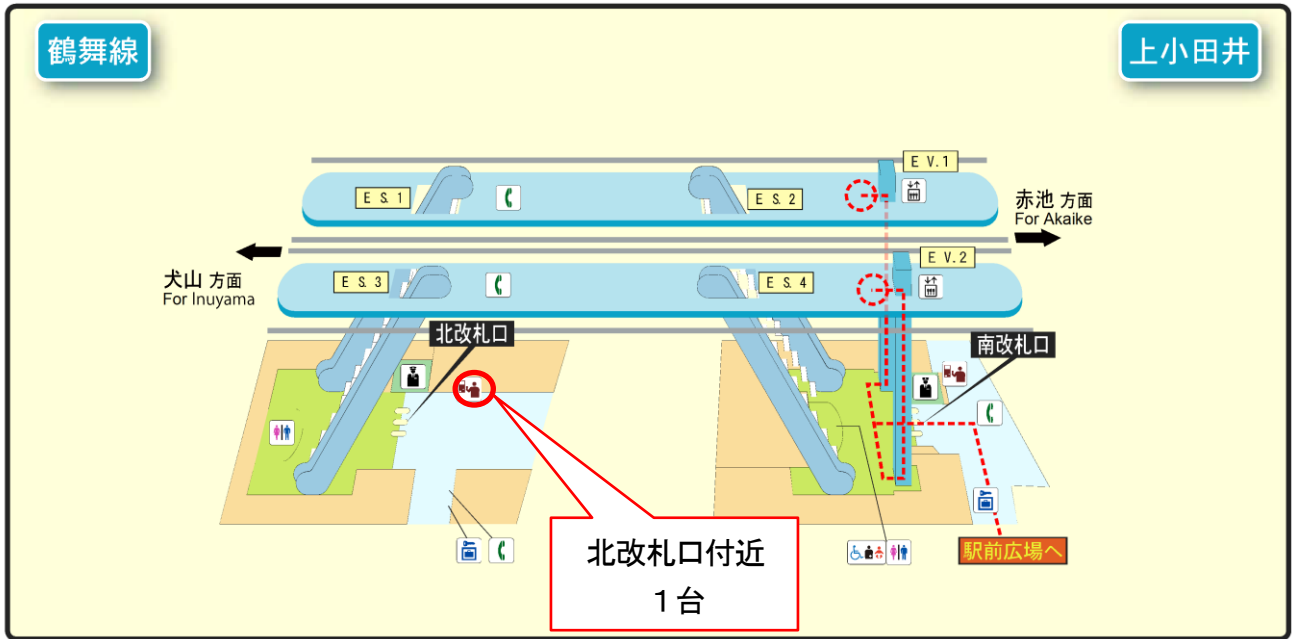 鶴舞線
上小田井
E V.1
E S.1
E S.2
赤池 方面
For Akaike
犬山 方面
For Inuyama
E V.2
E S.3
E S.4
北改札口
南改札口
北改札口付近
１台
駅前広場へ